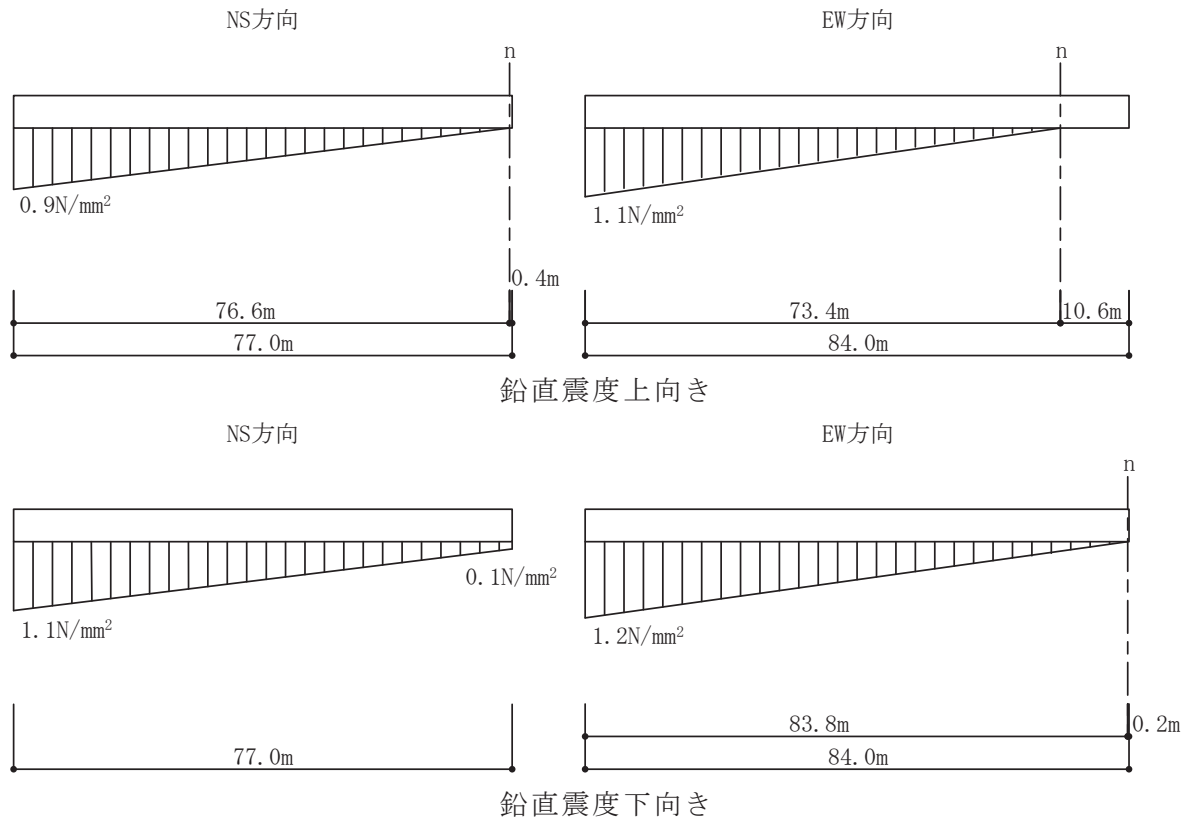 NS方向
EW方向
n
n
0.9N/mm²
1.1N/mm²
0.4m
76.6m
73.4m
10.6m
77.0m
84.0m
鉛直震度上向き
NS方向
EW方向
n
0.1N/mm²
1.1N/mm²
1.2N/mm²
83.8m
0.2m
77.0m
84.0m
鉛直震度下向き